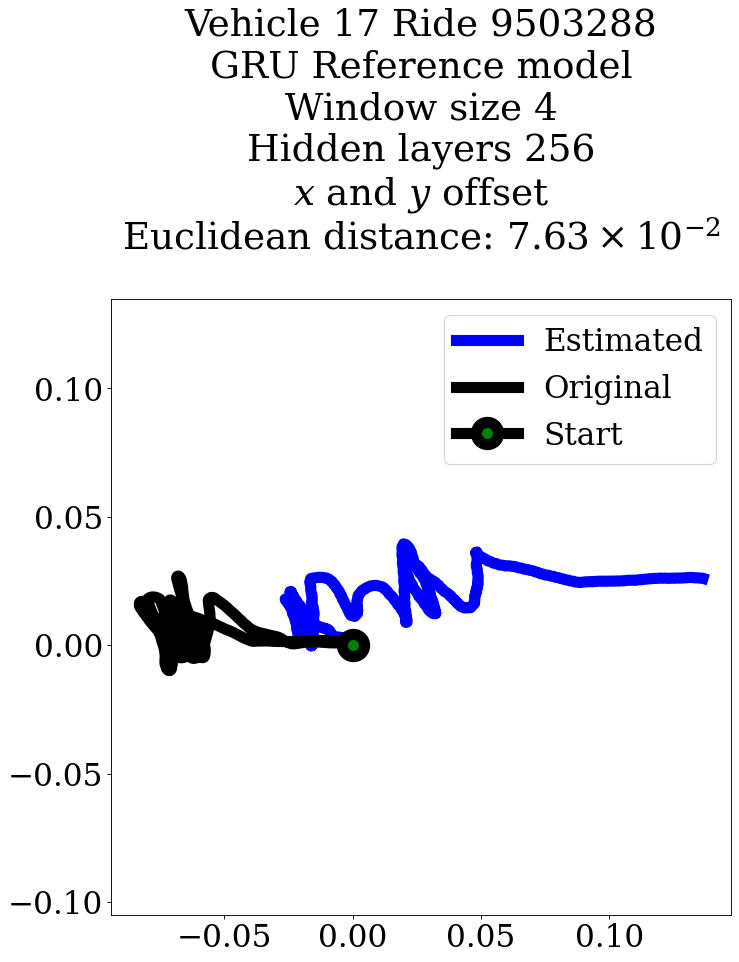 Vehicle 17 Ride 9503288
GRU Reference model
Window size 4
Hidden layers 256
x and y offset
Euclidean distance: 7.63 × 10⁻²
Estimated
Original
Start
0.10
0.05
0.00
−0.05
−0.10
−0.05 0.00 0.05 0.10